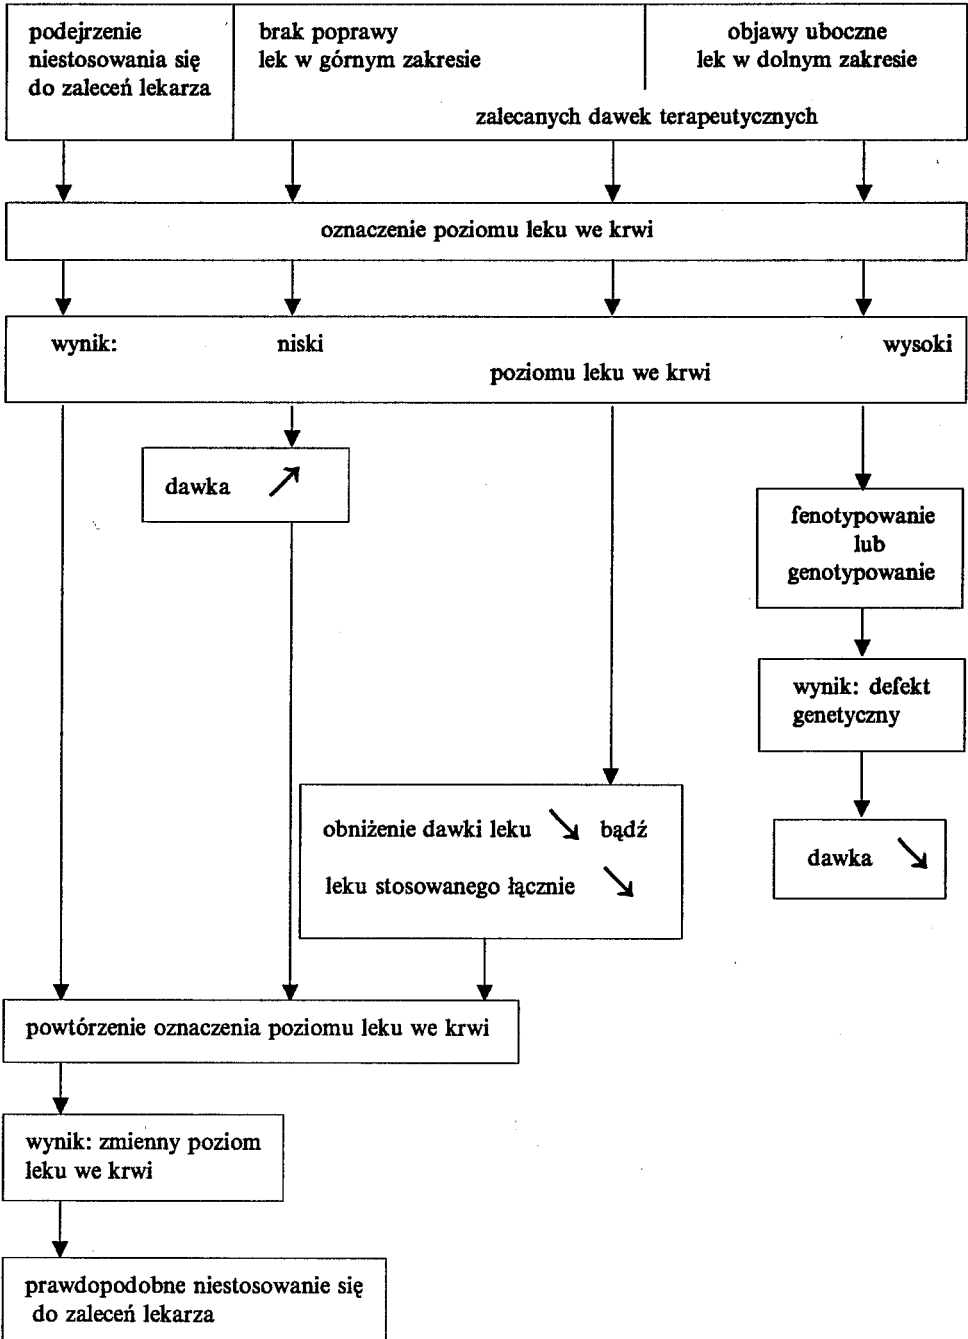 podejrzenie
niestosowania się
do zaleceń lekarza
brak poprawy
lek w górnym zakresie
objawy uboczne
lek w dolnym zakresie
zalecanych dawek terapeutycznych
oznaczenie poziomu leku we krwi
wynik: niski wysoki
poziomu leku we krwi
dawka
fenotypowanie
lub
genotypowanie
wynik: defekt
genetyczny
obniżenie dawki leku bądź
leku stosowanego łącznie
dawka
powtórzenie oznaczenia poziomu leku we krwi
wynik: zmienny poziom
leku we krwi
prawdopodobne niestosowanie się
do zaleceń lekarza